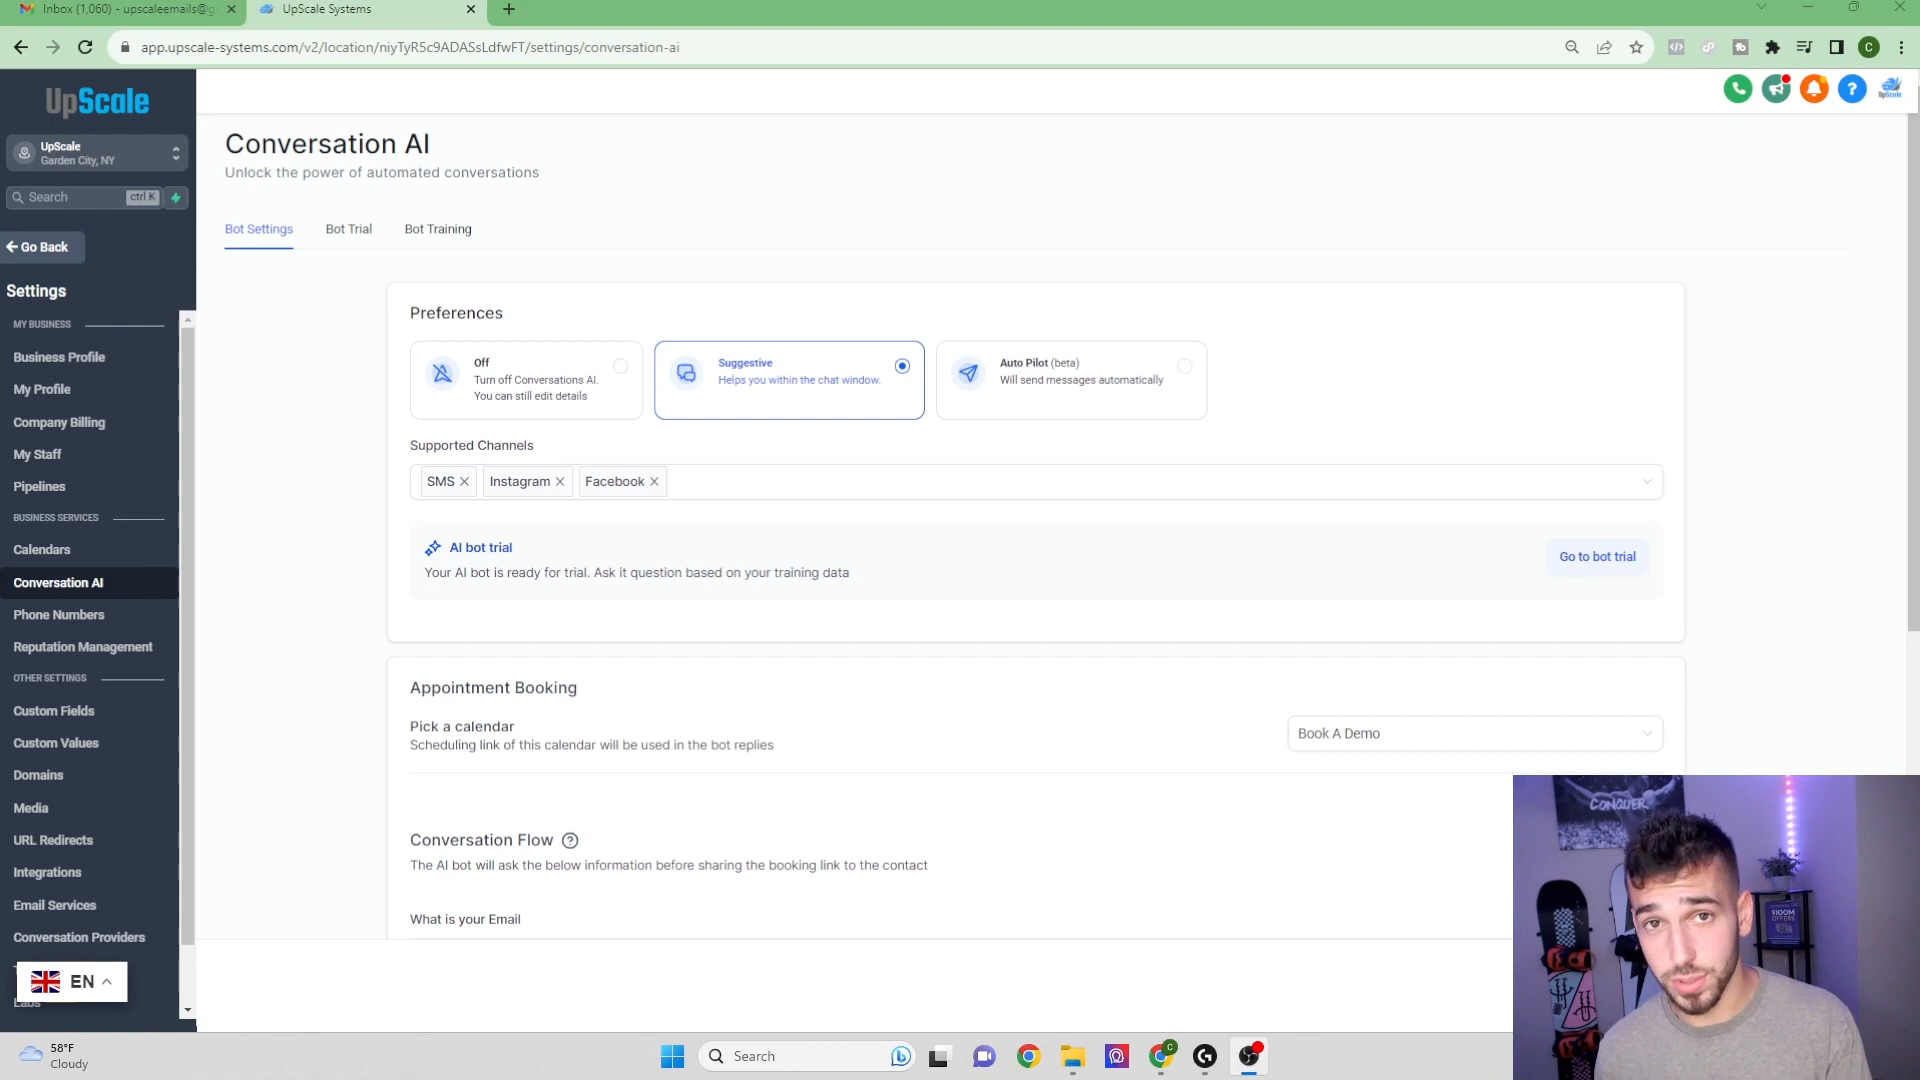 Inbox (1,060) - upscaleemails@g
UpScale Systems
app.upscale-systems.com/v2/location/niyTyR5c9ADASsLdfwFT/settings/conversation-ai
C
UpScale
UpScale
Garden City, NY
Search
ctrl K
Go Back
Settings
MY BUSINESS
Business Profile
My Profile
Company Billing
My Staff
Pipelines
BUSINESS SERVICES
Calendars
Conversation AI
Phone Numbers
Reputation Management
OTHER SETTINGS
Custom Fields
Custom Values
Domains
Media
URL Redirects
Integrations
Email Services
Conversation Providers
Labs
EN
UpScale
Conversation AI
Unlock the power of automated conversations
Bot Settings
Bot Trial
Bot Training
Preferences
Off
Turn off Conversations AI.
You can still edit details
Suggestive
Helps you within the chat window.
Auto Pilot (beta)
Will send messages automatically
Supported Channels
SMS
Instagram
Facebook
AI bot trial
Your AI bot is ready for trial. Ask it question based on your training data
Go to bot trial
Appointment Booking
Pick a calendar
Scheduling link of this calendar will be used in the bot replies
Book A Demo
Conversation Flow
The AI bot will ask the below information before sharing the booking link to the contact
What is your Email
CONQUER
$100M
OFFERS
58°F
Cloudy
Search
C